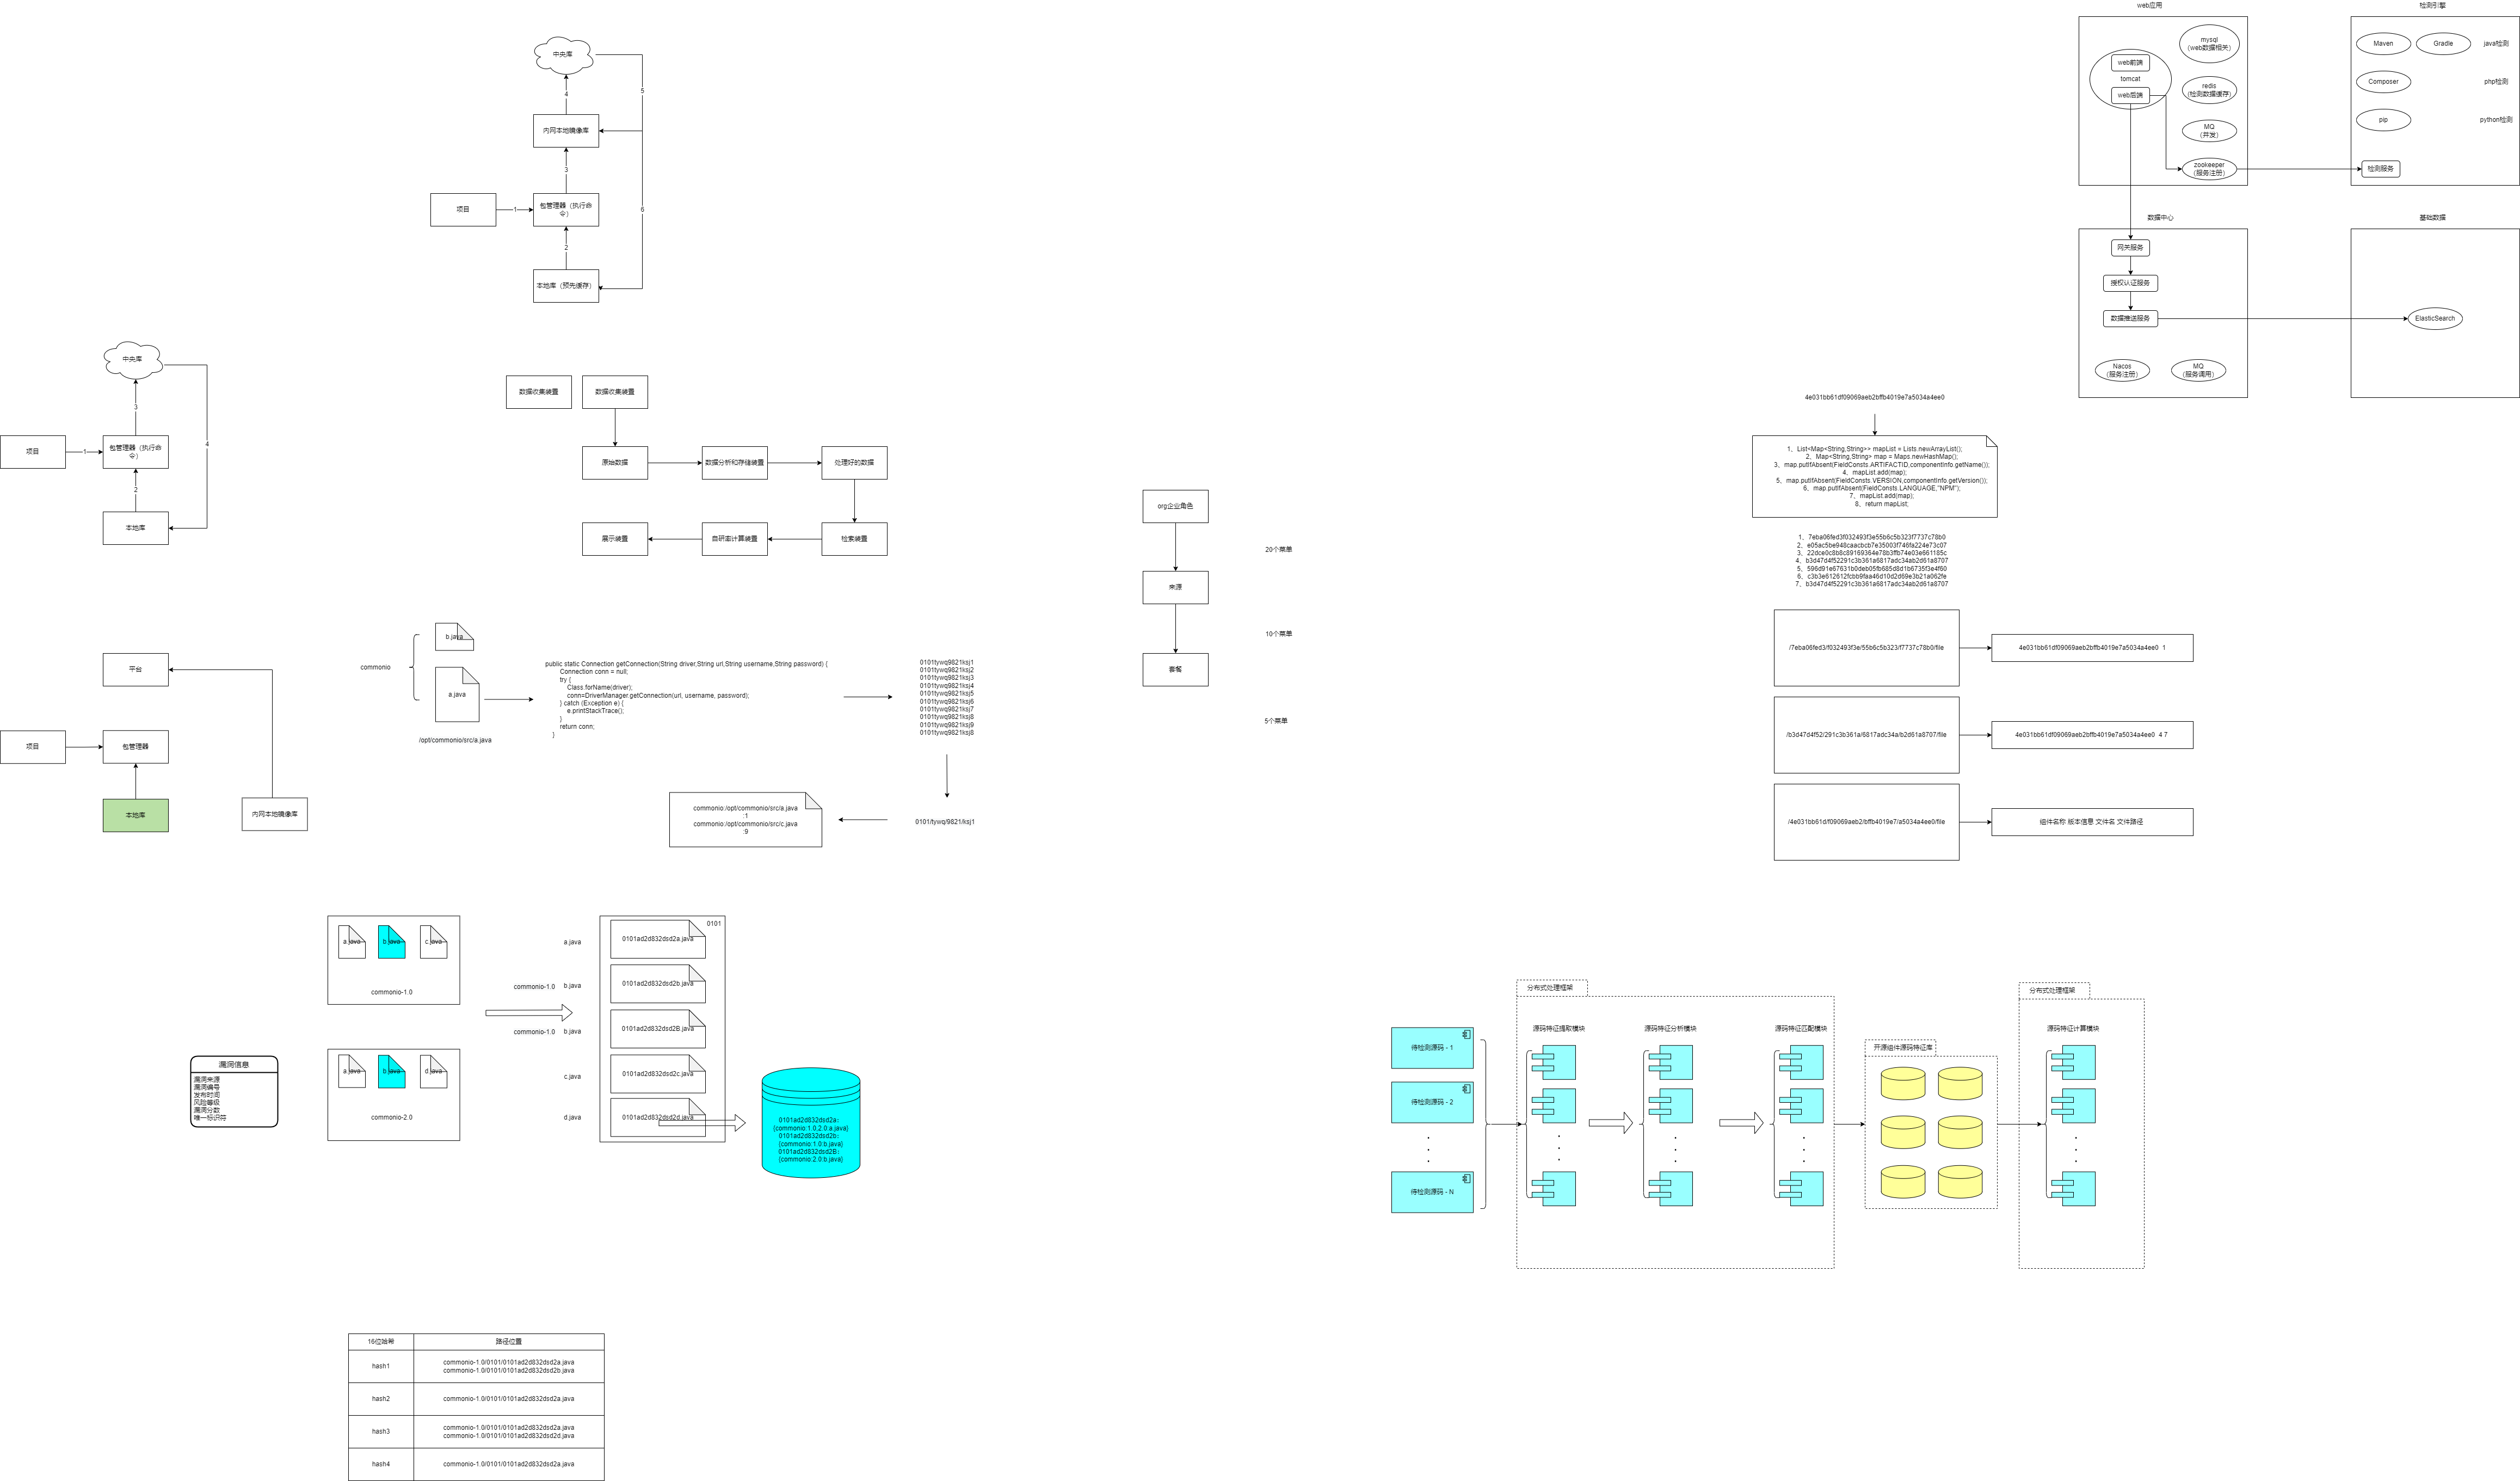 web应用
检测引擎
mysql
(web数据相关)
web前端
tomcat
web后端
redis
(检测数据缓存)
MQ
(并发)
zookeeper
(服务注册)
Maven
Gradle
java检测
Composer
php检测
pip
python检测
检测服务
数据中心
基础数据
网关服务
授权认证服务
数据推送服务
ElasticSearch
Nacos
(服务注册)
MQ
(服务调用)
中央库
4
5
内网本地镜像库
3
项目
1
包管理器（执行命
令）
6
2
本地库（预先缓存）
中央库
3
4
项目
1
包管理器（执行命
令）
2
本地库
数据收集装置
数据收集装置
原始数据
数据分析和存储装置
处理好的数据
展示装置
自研率计算装置
检索装置
org企业角色
20个菜单
来源
10个菜单
套餐
5个菜单
4e031bb61df09069aeb2bffb4019e7a5034a4ee0
1、List<Map<String,String>> mapList = Lists.newArrayList();
2、Map<String,String> map = Maps.newHashMap();
3、map.putIfAbsent(FieldConsts.ARTIFACTID,componentInfo.getName());
4、mapList.add(map);
5、map.putIfAbsent(FieldConsts.VERSION,componentInfo.getVersion());
6、map.putIfAbsent(FieldConsts.LANGUAGE,"NPM");
7、mapList.add(map);
8、return mapList;
1、7eba06fed3f032493f3e55b6c5b323f7737c78b0
2、e05ac5be948caacbcb7e35003f746fa224e73c07
3、22dce0c8b8c89169364e78b3ffb74e03e661185c
4、b3d47d4f52291c3b361a6817adc34ab2d61a8707
5、596d91e67631b0deb05fb685d8d1b6735f3e4f60
6、c3b3e612612fcbb9faa46d10d2d69e3b21a062fe
7、b3d47d4f52291c3b361a6817adc34ab2d61a8707
/7eba06fed3/f032493f3e/55b6c5b323/f7737c78b0/file
4e031bb61df09069aeb2bffb4019e7a5034a4ee0 1
/b3d47d4f52/291c3b361a/6817adc34a/b2d61a8707/file
4e031bb61df09069aeb2bffb4019e7a5034a4ee0 4 7
/4e031bb61d/f09069aeb2/bffb4019e7/a5034a4ee0/file
组件名称 版本信息 文件名 文件路径
平台
项目
包管理器
本地库
内网本地镜像库
commonio
b.java
a.java
/opt/commonio/src/a.java
public static Connection getConnection(String driver,String url,String username,String password) {
Connection conn = null;
try {
Class.forName(driver);
conn=DriverManager.getConnection(url, username, password);
} catch (Exception e) {
e.printStackTrace();
}
return conn;
}
0101tywq9821ksj1
0101tywq9821ksj2
0101tywq9821ksj3
0101tywq9821ksj4
0101tywq9821ksj5
0101tywq9821ksj6
0101tywq9821ksj7
0101tywq9821ksj8
0101tywq9821ksj9
0101tywq9821ksj8
0101/tywq/9821/ksj1
commonio:/opt/commonio/src/a.java
:1
commonio:/opt/commonio/src/c.java
:9
a.java
b.java
c.java
commonio-1.0
a.java
b.java
d.java
commonio-2.0
漏洞信息
漏洞来源
漏洞编号
发布时间
风险等级
漏洞分数
唯一标识符
0101
a.java
0101ad2d832dsd2a.java
commonio-1.0 b.java
0101ad2d832dsd2b.java
commonio-1.0 b.java
0101ad2d832dsd2B.java
c.java
0101ad2d832dsd2c.java
d.java
0101ad2d832dsd2d.java
0101ad2d832dsd2a:
{commonio:1.0,2.0:a.java}
0101ad2d832dsd2b:
{commonio:1.0:b.java}
0101ad2d832dsd2B:
{commonio:2.0:b.java}
待检测源码 - 1
待检测源码 - 2
待检测源码 - N
分布式处理框架
源码特征提取模块
源码特征分析模块
源码特征匹配模块
开源组件源码特征库
分布式处理框架
源码特征计算模块
16位哈希
路径位置
hash1
commonio-1.0/0101/0101ad2d832dsd2a.java
commonio-1.0/0101/0101ad2d832dsd2b.java
hash2
commonio-1.0/0101/0101ad2d832dsd2a.java
hash3
commonio-1.0/0101/0101ad2d832dsd2a.java
commonio-1.0/0101/0101ad2d832dsd2d.java
hash4
commonio-1.0/0101/0101ad2d832dsd2a.java